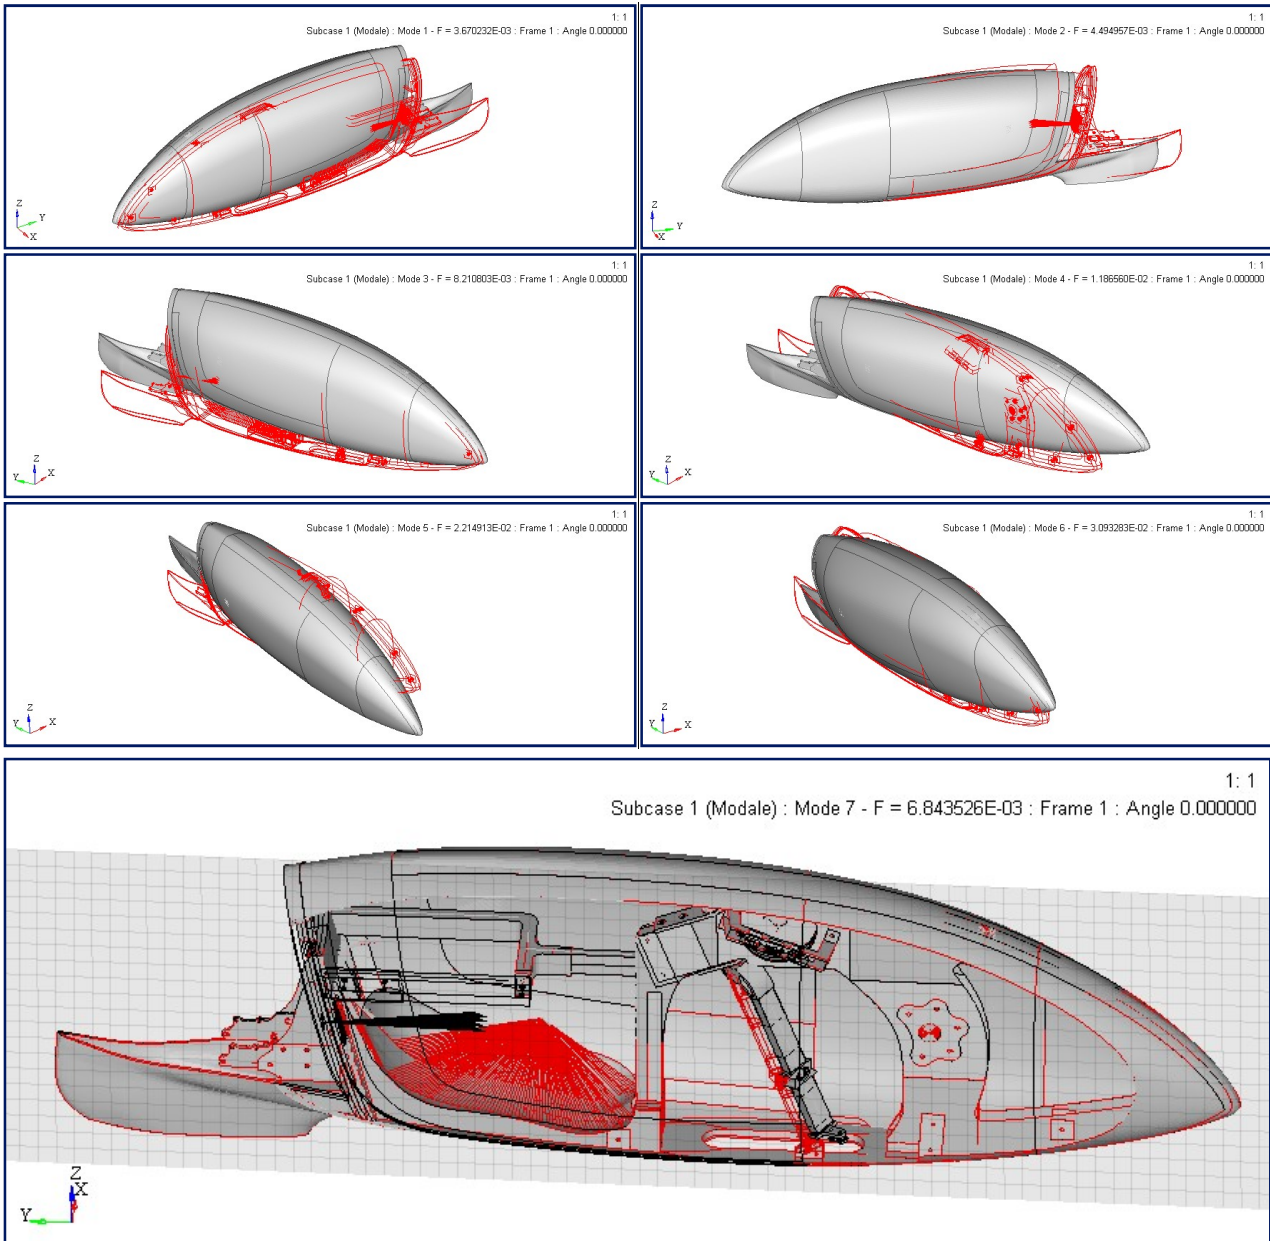 1: 1
Subcase 1 (Modale) : Mode 1 - F = 3.670232E-03 : Frame 1 : Angle 0.000000
Z
Y
X
1: 1
Subcase 1 (Modale) : Mode 2 - F = 4.494957E-03 : Frame 1 : Angle 0.000000
Z
Y
X
1: 1
Subcase 1 (Modale) : Mode 3 - F = 8.210803E-03 : Frame 1 : Angle 0.000000
Z
X
Y
1: 1
Subcase 1 (Modale) : Mode 4 - F = 1.186560E-02 : Frame 1 : Angle 0.000000
Z
X
Y
1: 1
Subcase 1 (Modale) : Mode 5 - F = 2.214913E-02 : Frame 1 : Angle 0.000000
Z
X
Y
1: 1
Subcase 1 (Modale) : Mode 6 - F = 3.093283E-02 : Frame 1 : Angle 0.000000
Z
X
Y
1: 1
Subcase 1 (Modale) : Mode 7 - F = 6.843526E-03 : Frame 1 : Angle 0.000000
Z
X
Y